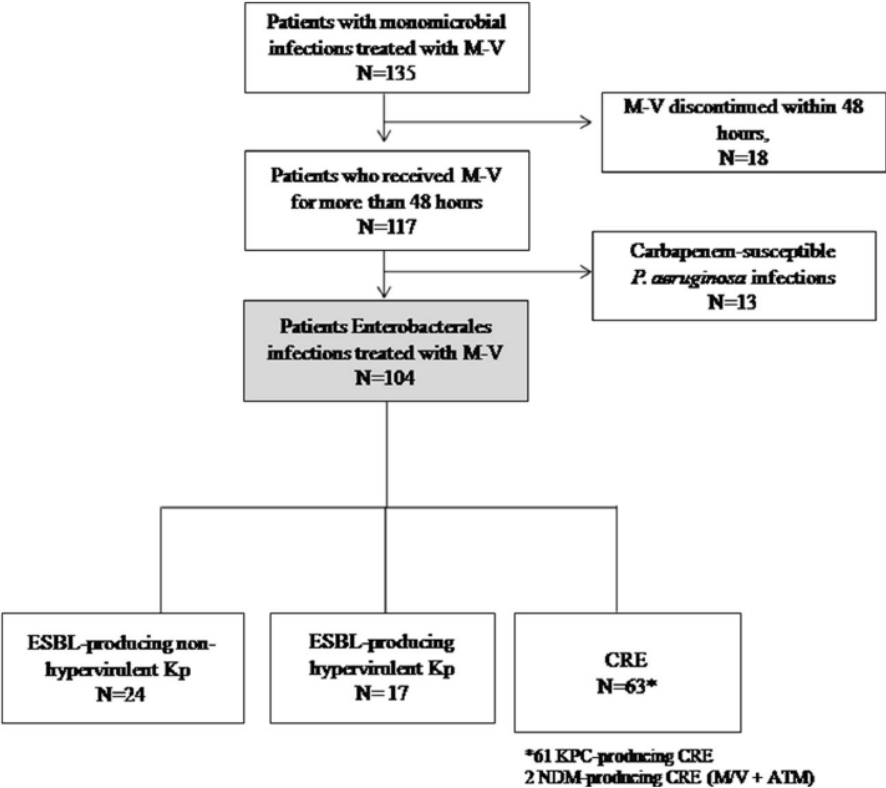 Patients with monomicrobial
infections treated with M-V
N=135
M-V discontinued within 48
hours,
N=18
Patients who received M-V
for more than 48 hours
N=117
Carbapenem-susceptible
P. aeruginosa infections
N=13
Patients Enterobacterales
infections treated with M-V
N=104
ESBL-producing non-
hypervirulent Kp
N=24
ESBL-producing
hypervirulent Kp
N= 17
CRE
N=63*
*61 KPC-producing CRE
2 NDM-producing CRE (M/V + ATM)